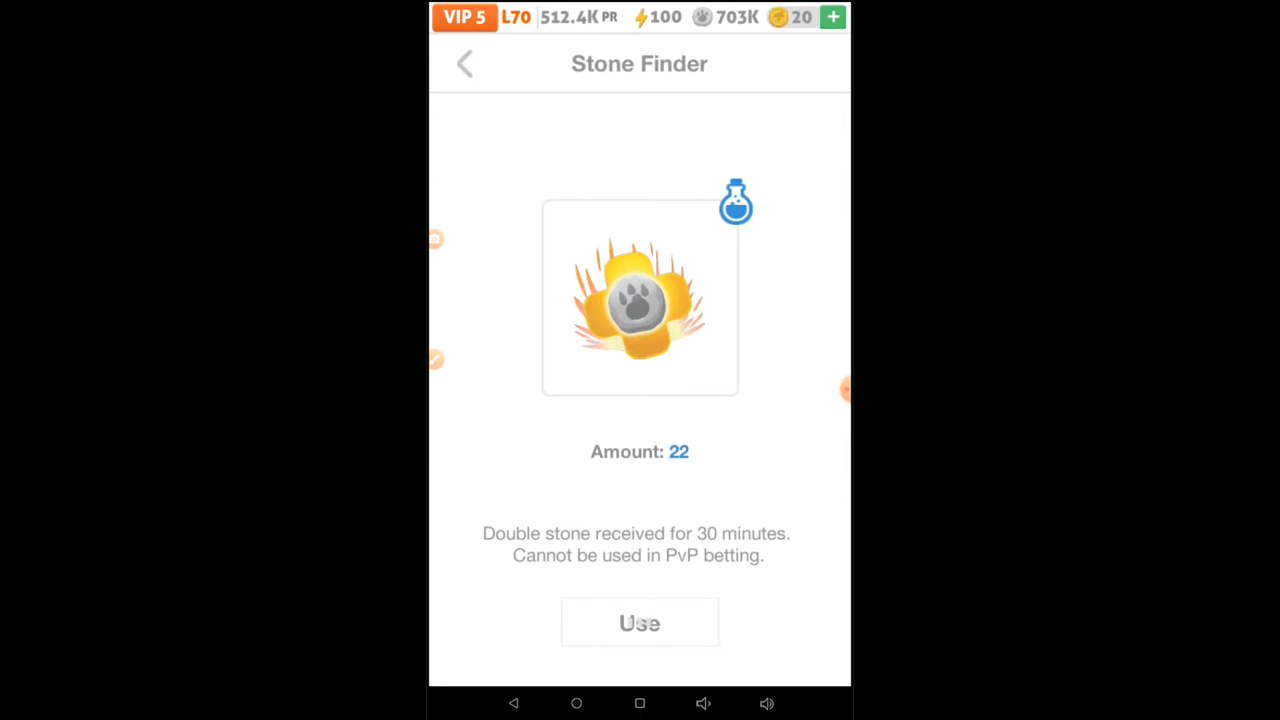 VIP 5 L70 512.4K PR 100 703K 20 +
Stone Finder
Amount: 22
Double stone received for 30 minutes.
Cannot be used in PvP betting.
Use